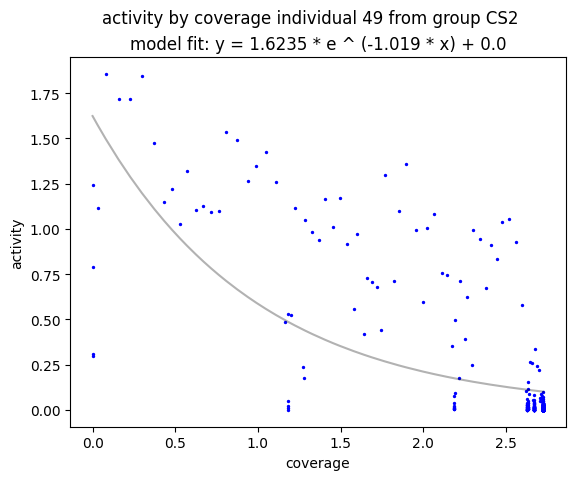 activity by coverage individual 49 from group CS2
model fit: y = 1.6235 * e ^ (-1.019 * x) + 0.0
1.75
1.50
1.25
1.00
0.75
0.50
0.25
0.00
activity
0.0 0.5 1.0 1.5 2.0 2.5
coverage